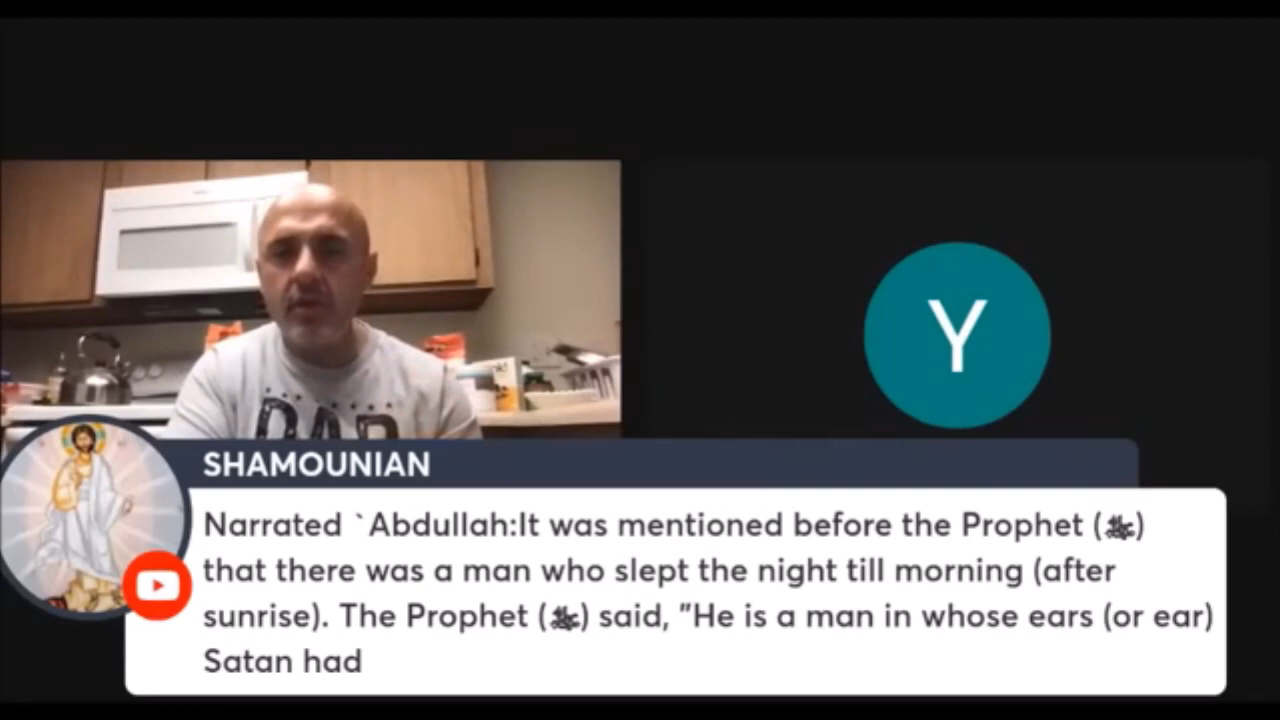 DAD
Y
SHAMOUNIAN
Narrated `Abdullah:It was mentioned before the Prophet (ﷺ)
that there was a man who slept the night till morning (after
sunrise). The Prophet (ﷺ) said, "He is a man in whose ears (or ear)
Satan had